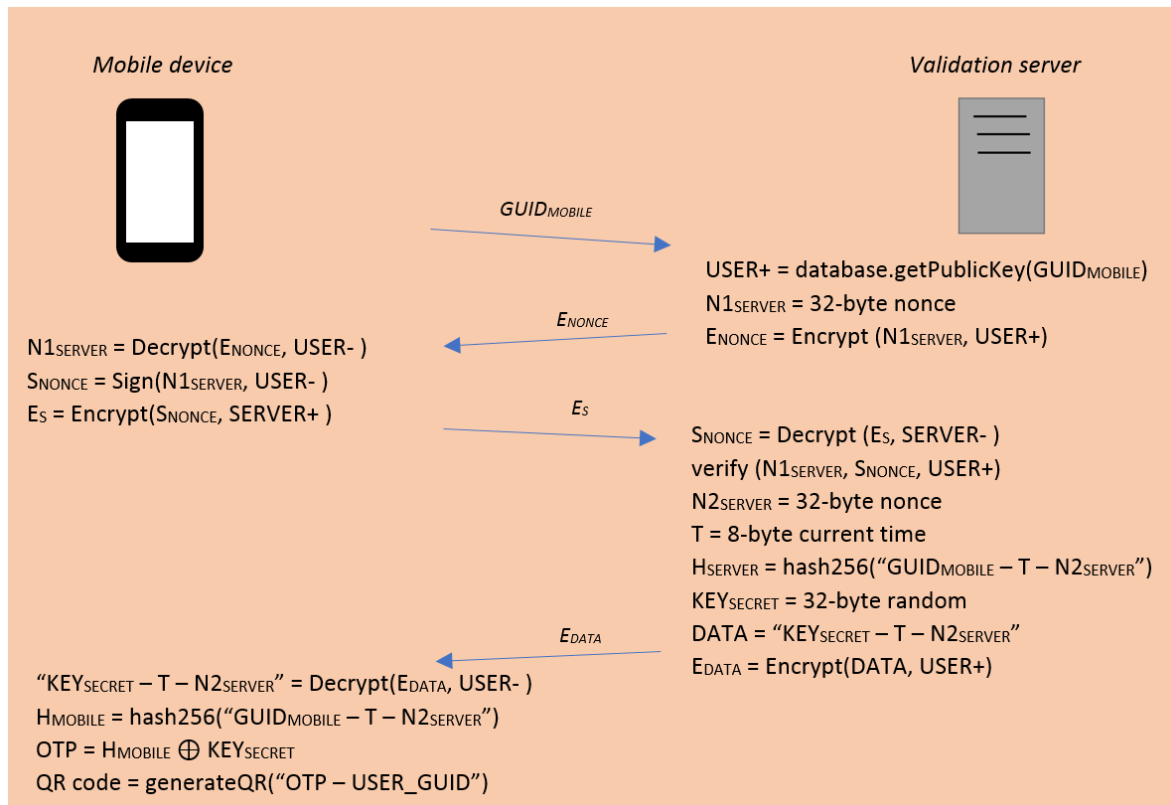 Mobile device
Validation server
GUIDMOBILE
USER+ = database.getPublicKey(GUIDMOBILE)
N1SERVER = 32-byte nonce
ENONCE = Encrypt (N1SERVER, USER+)
ENONCE
N1SERVER = Decrypt(ENONCE, USER- )
SNONCE = Sign(N1SERVER, USER- )
ES = Encrypt(SNONCE, SERVER+ )
ES
SNONCE = Decrypt (ES, SERVER- )
verify (N1SERVER, SNONCE, USER+)
N2SERVER = 32-byte nonce
T = 8-byte current time
HSERVER = hash256(“GUIDMOBILE – T – N2SERVER”)
KEYSECRET = 32-byte random
DATA = “KEYSECRET – T – N2SERVER”
EDATA = Encrypt(DATA, USER+)
EDATA
“KEYSECRET – T – N2SERVER” = Decrypt(EDATA, USER- )
HMOBILE = hash256(“GUIDMOBILE – T – N2SERVER”)
OTP = HMOBILE ⊕ KEYSECRET
QR code = generateQR(“OTP – USER_GUID”)